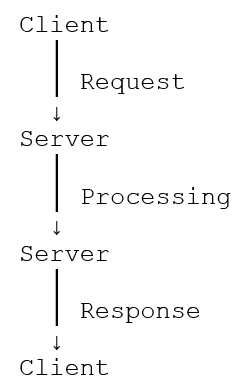 Client
Request
↓
Server
Processing
↓
Server
Response
↓
Client